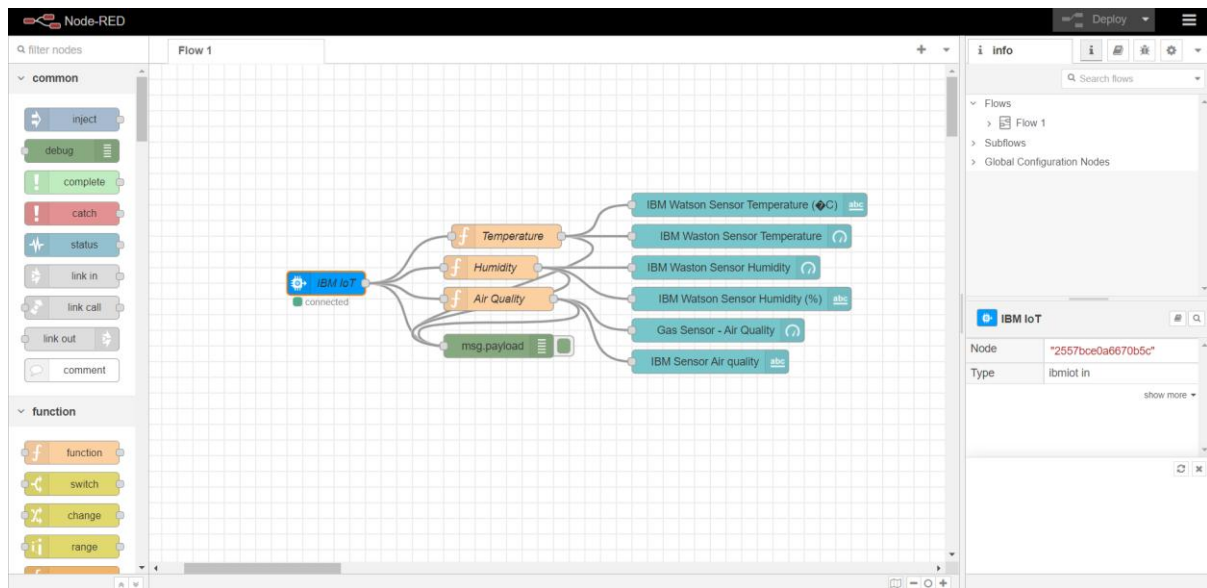 Node-RED
Deploy
filter nodes
common
inject
debug
complete
catch
status
link in
link call
link out
comment
function
function
switch
change
range
Flow 1
IBM IoT
connected
Temperature
Humidity
Air Quality
msg.payload
IBM Watson Sensor Temperature (�C) abc
IBM Waston Sensor Temperature
IBM Waston Sensor Humidity
IBM Watson Sensor Humidity (%) abc
Gas Sensor - Air Quality
IBM Sensor Air quality abc
i info i
Search flows
Flows
Flow 1
Subflows
Global Configuration Nodes
IBM IoT
Node "2557bce0a6670b5c"
Type ibmiot in
show more